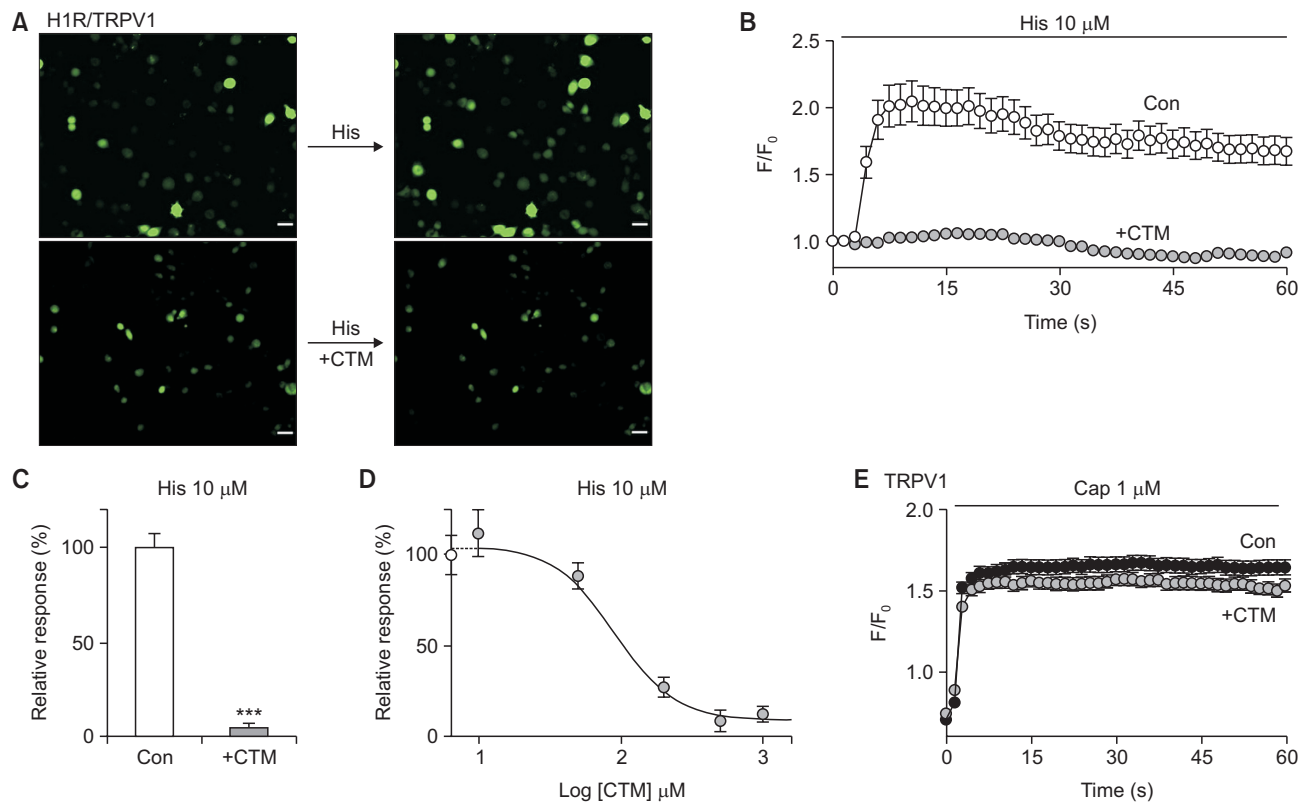 A
H1R/TRPV1
His
His
+CTM
B
His 10 μM
2.5
2.0
1.5
1.0
F/F0
Con
+CTM
0 15 30 45 60
Time (s)
C
His 10 μM
Relative response (%)
100
50
0
Con +CTM
***
D
His 10 μM
Relative response (%)
100
50
0
1 2 3
Log [CTM] μM
E
TRPV1
Cap 1 μM
2.0
1.5
1.0
F/F0
Con
+CTM
0 15 30 45 60
Time (s)